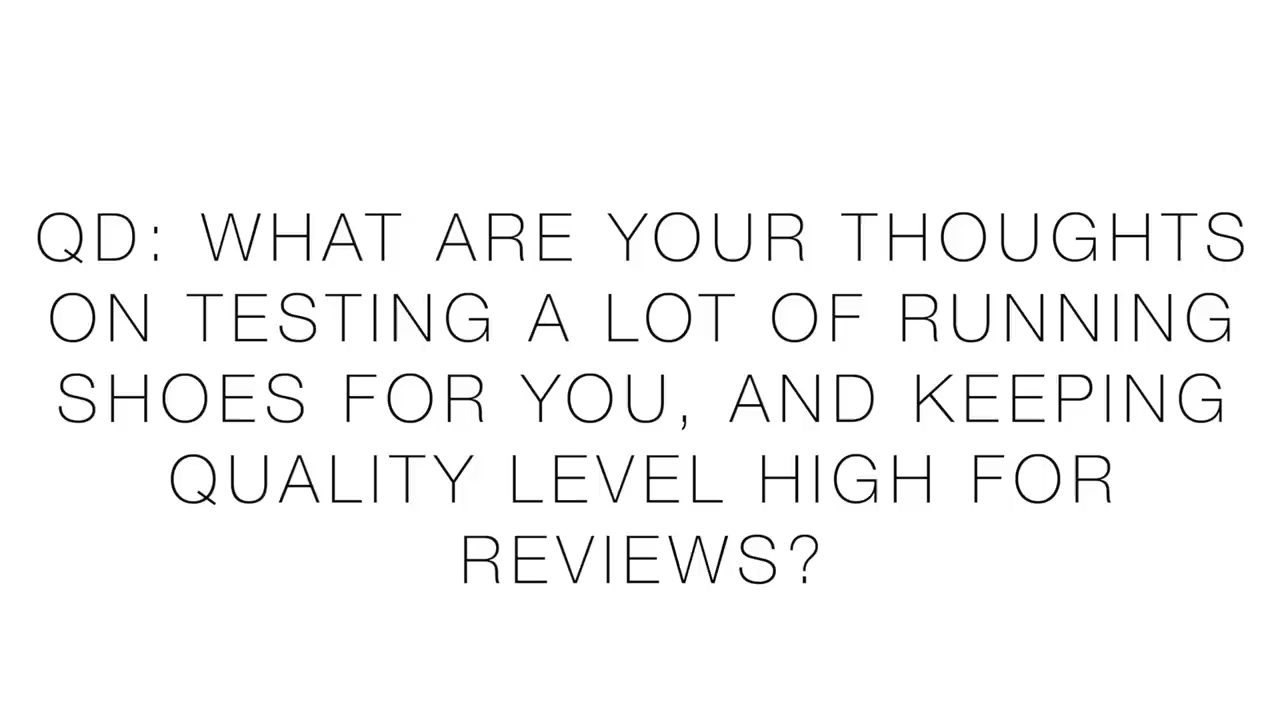 QD: WHAT ARE YOUR THOUGHTS
ON TESTING A LOT OF RUNNING
SHOES FOR YOU, AND KEEPING
QUALITY LEVEL HIGH FOR
REVIEWS?